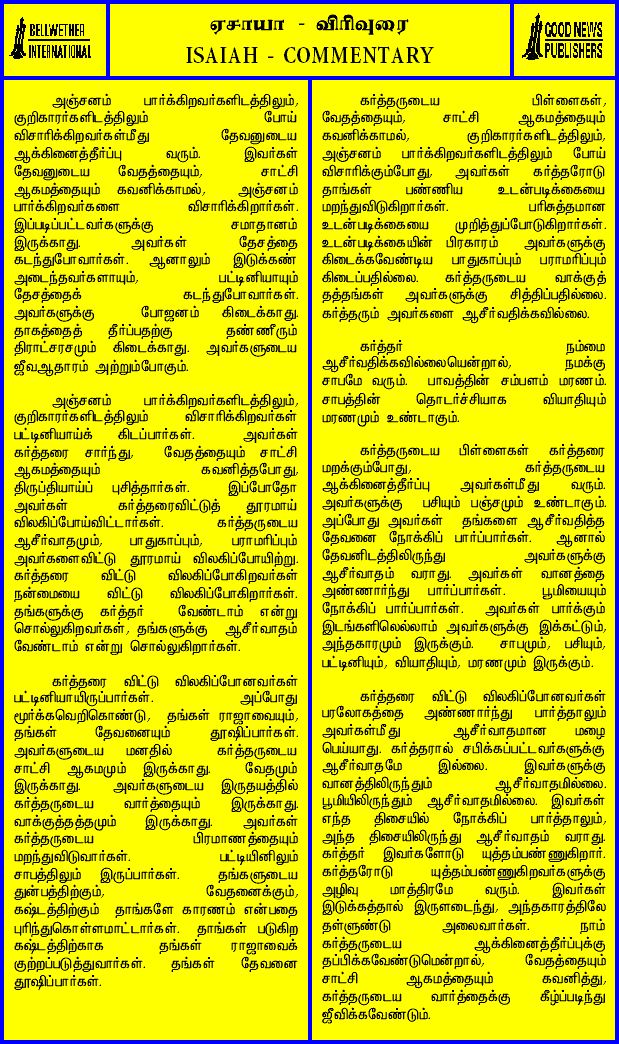 BELLWETHER
INTERNATIONAL
ஏசாயா - விரிவுரை
ISAIAH - COMMENTARY
GOOD NEWS
PUBLISHERS
அஞ்சனம் பார்க்கிறவர்களிடத்திலும்,
குறிகாரர்களிடத்திலும் போய்
விசாரிக்கிறவர்கள்மீது தேவனுடைய
ஆக்கினைத்தீர்ப்பு வரும். இவர்கள்
தேவனுடைய வேதத்தையும், சாட்சி
ஆகமத்தையும் கவனிக்காமல், அஞ்சனம்
பார்க்கிறவர்களை விசாரிக்கிறார்கள்.
இப்படிப்பட்டவர்களுக்கு சமாதானம்
இருக்காது. அவர்கள் தேசத்தை
கடந்துபோவார்கள். ஆனாலும் இடுக்கண்
அடைந்தவர்களாயும், பட்டினியாயும்
தேசத்தைக் கடந்துபோவார்கள்.
அவர்களுக்கு போஜனம் கிடைக்காது.
தாகத்தைத் தீர்ப்பதற்கு தண்ணீரும்
திராட்சரசமும் கிடைக்காது. அவர்களுடைய
ஜீவஆதாரம் அற்றும்போகும்.
அஞ்சனம் பார்க்கிறவர்களிடத்திலும்,
குறிகாரர்களிடத்திலும் விசாரிக்கிறவர்கள்
பட்டினியாய்க் கிடப்பார்கள். அவர்கள்
கர்த்தரை சார்ந்து, வேதத்தையும் சாட்சி
ஆகமத்தையும் கவனித்தபோது,
திருப்தியாய்ப் புசித்தார்கள். இப்போதோ
அவர்கள் கர்த்தரைவிட்டுத் தூரமாய்
விலகிப்போய்விட்டார்கள். கர்த்தருடைய
ஆசீர்வாதமும், பாதுகாப்பும், பராமரிப்பும்
அவர்களைவிட்டு தூரமாய் விலகிப்போயிற்று.
கர்த்தரை விட்டு விலகிப்போகிறவர்கள்
நன்மையை விட்டு விலகிப்போகிறார்கள்.
தங்களுக்கு கர்த்தர் வேண்டாம் என்று
சொல்லுகிறவர்கள், தங்களுக்கு ஆசீர்வாதம்
வேண்டாம் என்று சொல்லுகிறார்கள்.
கர்த்தரை விட்டு விலகிப்போனவர்கள்
பட்டினியாயிருப்பார்கள். அப்போது
மூர்க்கவெறிகொண்டு, தங்கள் ராஜாவையும்,
தங்கள் தேவனையும் தூஷிப்பார்கள்.
அவர்களுடைய மனதில் கர்த்தருடைய
சாட்சி ஆகமமும் இருக்காது. வேதமும்
இருக்காது. அவர்களுடைய இருதயத்தில்
கர்த்தருடைய வார்த்தையும் இருக்காது.
வாக்குத்தத்தமும் இருக்காது. அவர்கள்
கர்த்தருடைய பிரமாணத்தையும்
மறந்துவிடுவார்கள். பட்டியினிலும்
சாபத்திலும் இருப்பார்கள். தங்களுடைய
துன்பத்திற்கும், வேதனைக்கும்,
கஷ்டத்திற்கும் தாங்களே காரணம் என்பதை
புரிந்துகொள்ளமாட்டார்கள். தாங்கள் படுகிற
கஷ்டத்திற்காக தங்கள் ராஜாவைக்
குற்றப்படுத்துவார்கள். தங்கள் தேவனை
தூஷிப்பார்கள்.
கர்த்தருடைய பிள்ளைகள்,
வேதத்தையும், சாட்சி ஆகமத்தையும்
கவனிக்காமல், குறிகாரர்களிடத்திலும்,
அஞ்சனம் பார்க்கிறவர்களிடத்திலும் போய்
விசாரிக்கும்போது, அவர்கள் கர்த்தரோடு
தாங்கள் பண்ணிய உடன்படிக்கையை
மறந்துவிடுகிறார்கள். பரிசுத்தமான
உடன்படிக்கையை முறித்துப்போடுகிறார்கள்.
உடன்படிக்கையின் பிரகாரம் அவர்களுக்கு
கிடைக்கவேண்டிய பாதுகாப்பும் பராமரிப்பும்
கிடைப்பதில்லை. கர்த்தருடைய வாக்குத்
தத்தங்கள் அவர்களுக்கு சித்திப்பதில்லை.
கர்த்தரும் அவர்களை ஆசீர்வதிக்கவில்லை.
கர்த்தர் நம்மை
ஆசீர்வதிக்கவில்லையென்றால், நமக்கு
சாபமே வரும். பாவத்தின் சம்பளம் மரணம்.
சாபத்தின் தொடர்ச்சியாக வியாதியும்
மரணமும் உண்டாகும்.
கர்த்தருடைய பிள்ளைகள் கர்த்தரை
மறக்கும்போது, கர்த்தருடைய
ஆக்கினைத்தீர்ப்பு அவர்கள்மீது வரும்.
அவர்களுக்கு பசியும் பஞ்சமும் உண்டாகும்.
அப்போது அவர்கள் தங்களை ஆசீர்வதித்த
தேவனை நோக்கிப் பார்ப்பார்கள். ஆனால்
தேவனிடத்திலிருந்து அவர்களுக்கு
ஆசீர்வாதம் வராது. அவர்கள் வானத்தை
அண்ணார்ந்து பார்ப்பார்கள். பூமியையும்
நோக்கிப் பார்ப்பார்கள். அவர்கள் பார்க்கும்
இடங்களிலெல்லாம் அவர்களுக்கு இக்கட்டும்,
அந்தகாரமும் இருக்கும். சாபமும், பசியும்,
பட்டினியும், வியாதியும், மரணமும் இருக்கும்.
கர்த்தரை விட்டு விலகிப்போனவர்கள்
பரலோகத்தை அண்ணார்ந்து பார்த்தாலும்
அவர்கள்மீது ஆசீர்வாதமான மழை
பெய்யாது. கர்த்தரால் சபிக்கப்பட்டவர்களுக்கு
ஆசீர்வாதமே இல்லை. இவர்களுக்கு
வானத்திலிருந்தும் ஆசீர்வாதமில்லை.
பூமியிலிருந்தும் ஆசீர்வாதமில்லை. இவர்கள்
எந்த திசையில் நோக்கிப் பார்த்தாலும்,
அந்த திசையிலிருந்து ஆசீர்வாதம் வராது.
கர்த்தர் இவர்களோடு யுத்தம்பண்ணுகிறார்.
கர்த்தரோடு யுத்தம்பண்ணுகிறவர்களுக்கு
அழிவு மாத்திரமே வரும். இவர்கள்
இடுக்கத்தால் இருளடைந்து, அந்தகாரத்திலே
தள்ளுண்டு அலைவார்கள். நாம்
கர்த்தருடைய ஆக்கினைத்தீர்ப்புக்கு
தப்பிக்கவேண்டுமென்றால், வேதத்தையும்
சாட்சி ஆகமத்தையும் கவனித்து,
கர்த்தருடைய வார்த்தைக்கு கீழ்ப்படிந்து
ஜீவிக்கவேண்டும்.